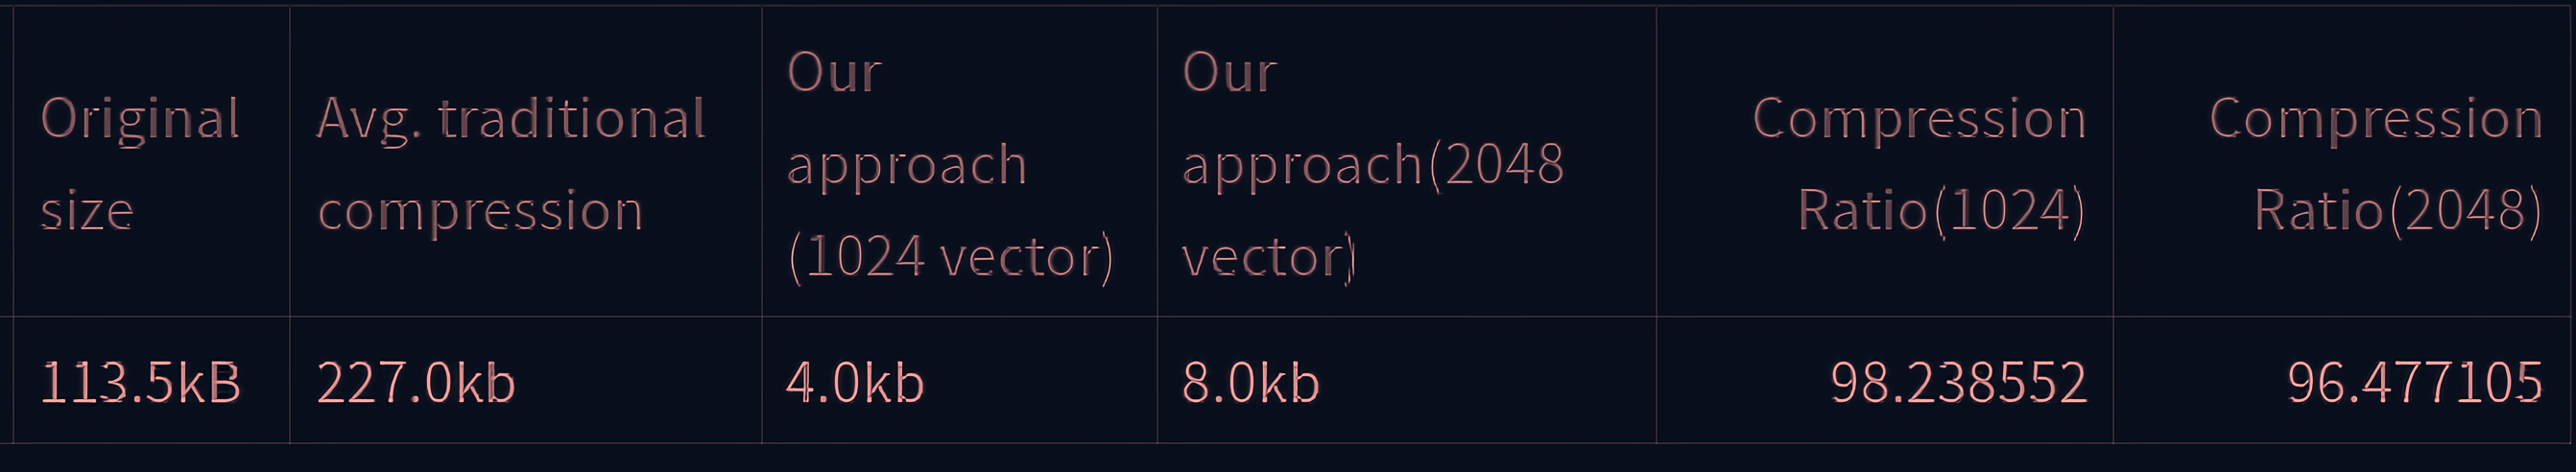 Original
size
Avg. traditional
compression
Our
approach
(1024 vector)
Our
approach(2048
vector)
Compression
Ratio(1024)
Compression
Ratio(2048)
113.5kB
227.0kb
4.0kb
8.0kb
98.238552
96.477105